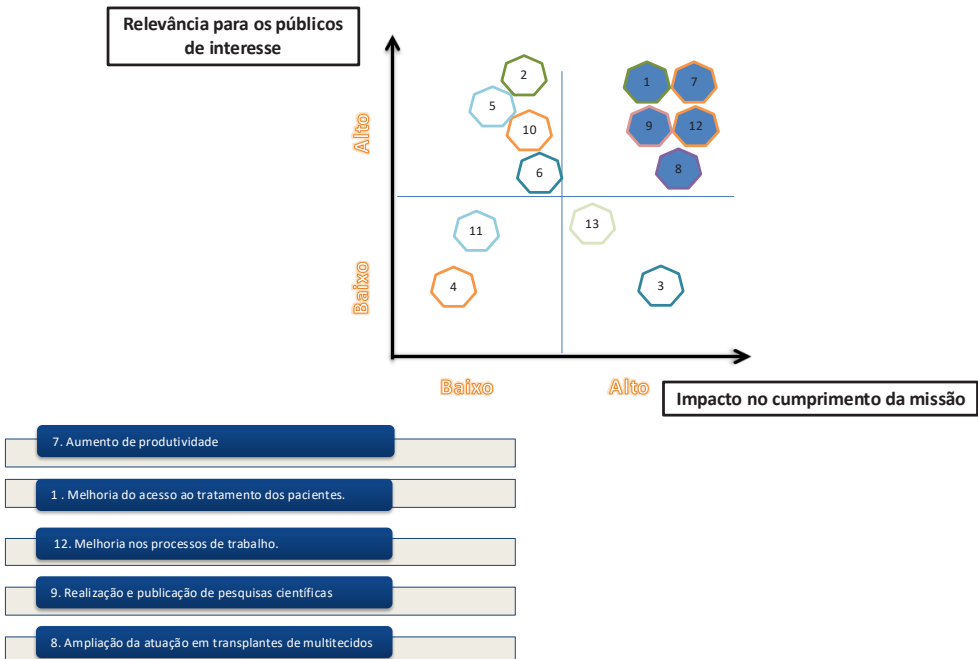 Relevância para os públicos
de interesse
Alto
Baixo
2
5
10
6
1
7
9
12
8
11
13
4
3
Baixo
Alto
Impacto no cumprimento da missão
7. Aumento de produtividade
1 . Melhoria do acesso ao tratamento dos pacientes.
12. Melhoria nos processos de trabalho.
9. Realização e publicação de pesquisas científicas
8. Ampliação da atuação em transplantes de multitecidos